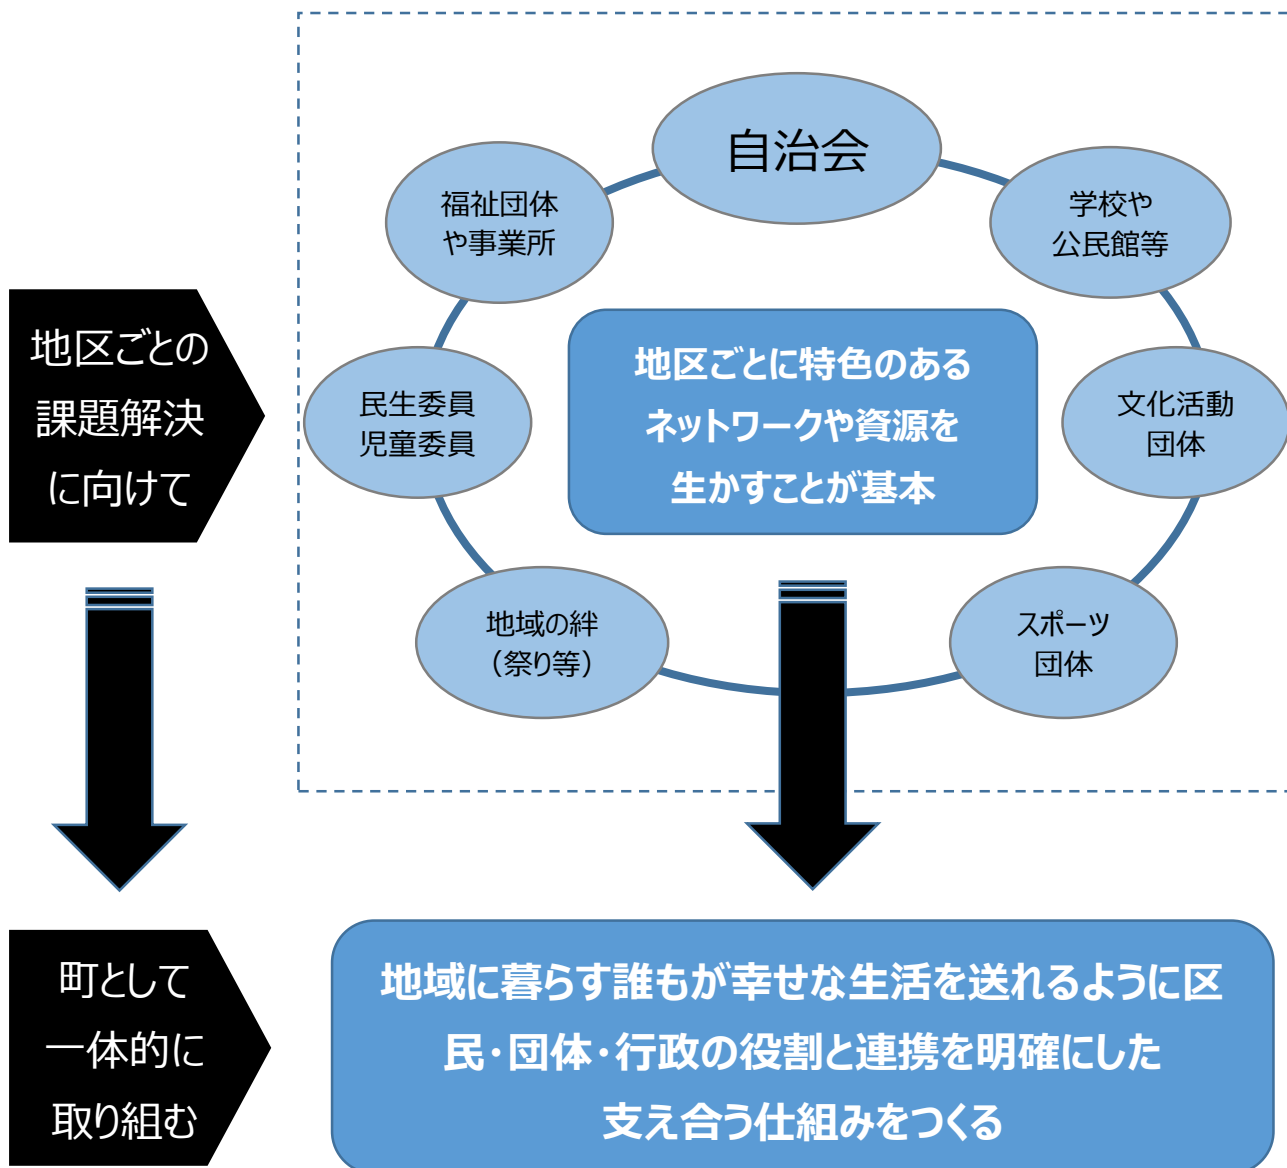 自治会
福祉団体
や事業所
学校や
公民館等
地区ごとの
課題解決
に向けて
民生委員
児童委員
地区ごとに特色のある
ネットワークや資源を
生かすことが基本
文化活動
団体
地域の絆
（祭り等）
スポーツ
団体
町として
一体的に
取り組む
地域に暮らす誰もが幸せな生活を送れるように区
民・団体・行政の役割と連携を明確にした
支え合う仕組みをつくる